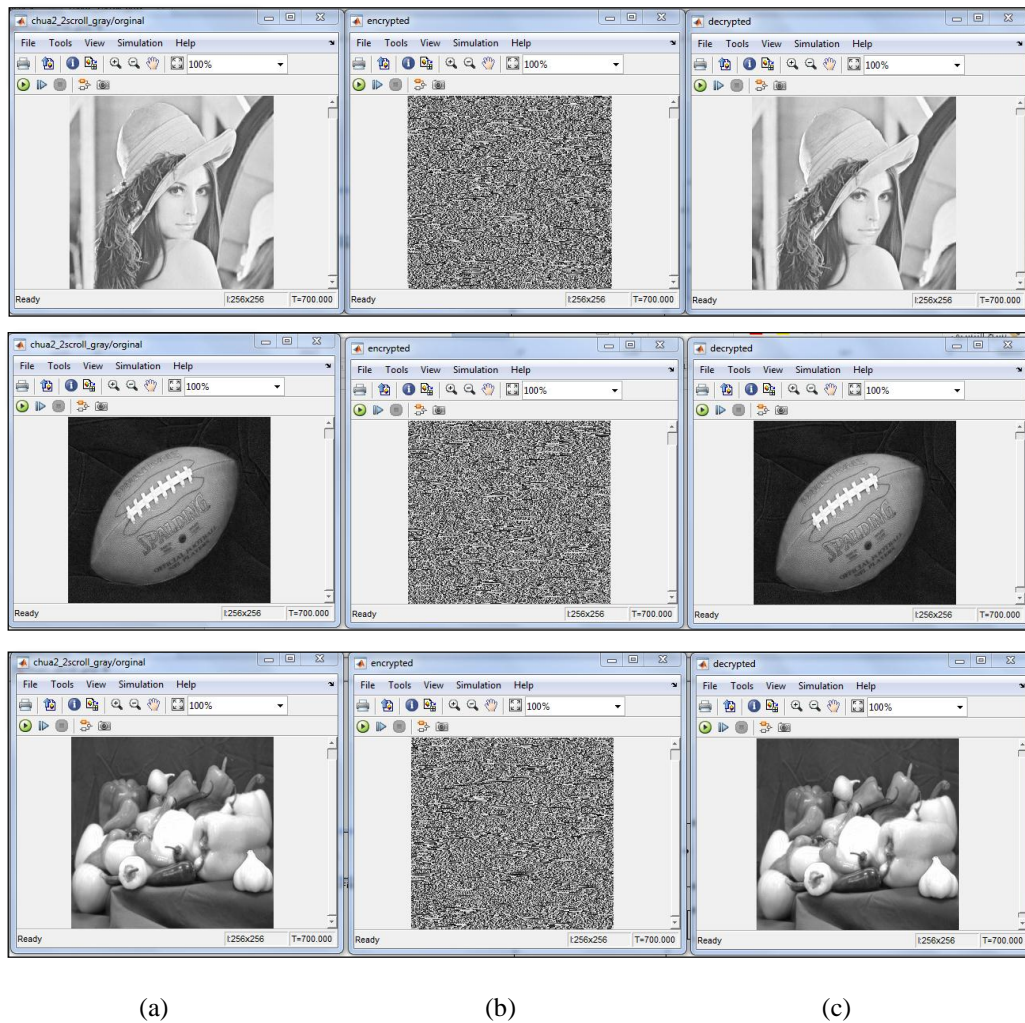 chua2_2scroll_gray/orginal
encrypted
decrypted
File Tools View Simulation Help
File Tools View Simulation Help
File Tools View Simulation Help
100%
100%
100%
Ready I:256x256 T=700.000
Ready I:256x256 T=700.000
Ready I:256x256 T=700.000
chua2_2scroll_gray/orginal
encrypted
decrypted
File Tools View Simulation Help
File Tools View Simulation Help
File Tools View Simulation Help
100%
100%
100%
SPALDING
OFFICIAL FOOTBALL
SPALDING
OFFICIAL FOOTBALL
Ready I:256x256 T=700.000
Ready I:256x256 T=700.000
Ready I:256x256 T=700.000
chua2_2scroll_gray/orginal
encrypted
decrypted
File Tools View Simulation Help
File Tools View Simulation Help
File Tools View Simulation Help
100%
100%
100%
Ready I:256x256 T=700.000
Ready I:256x256 T=700.000
Ready I:256x256 T=700.000
(a) (b) (c)